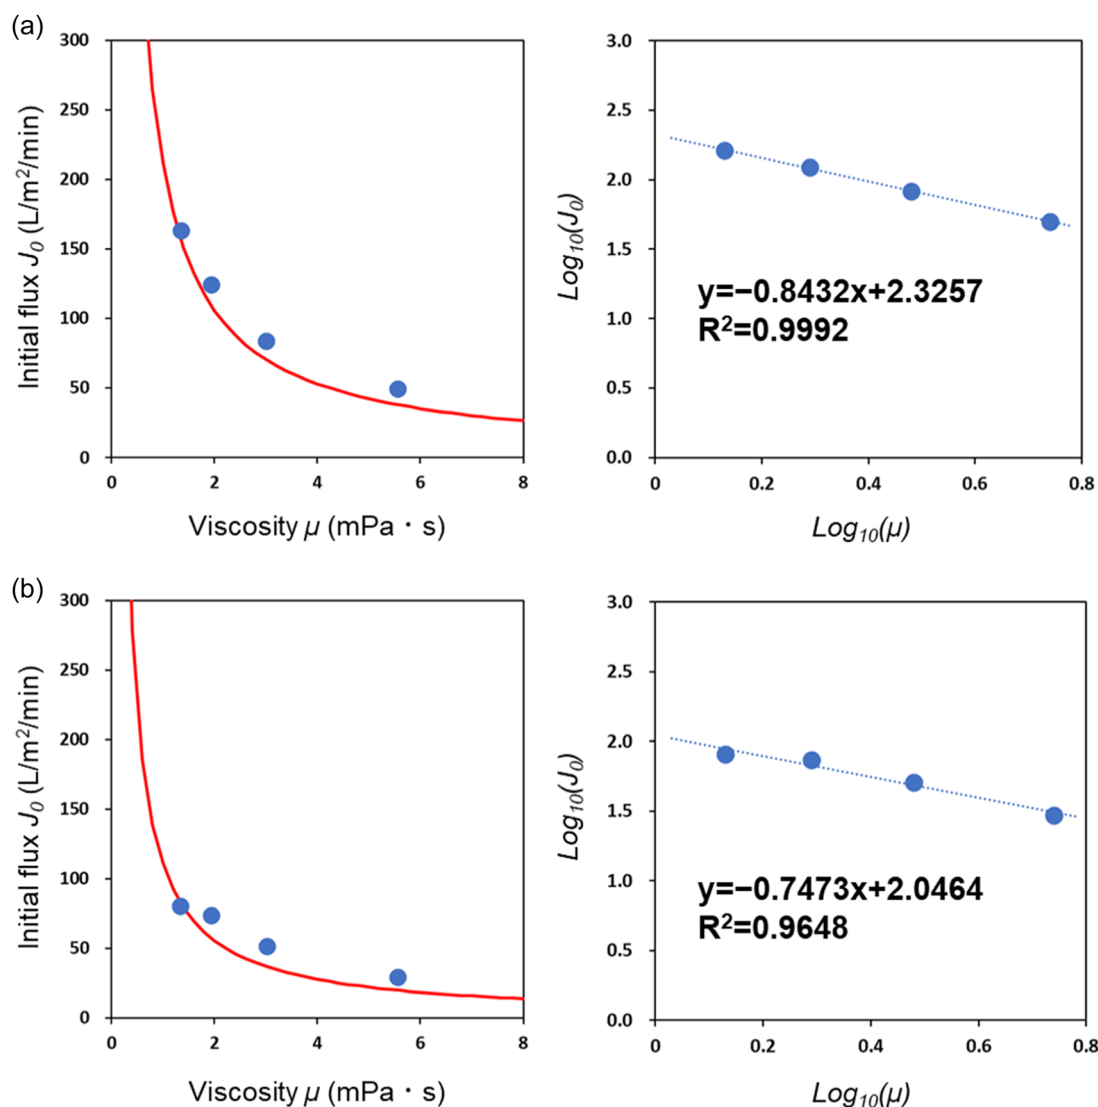 (a)
300
250
200
150
100
50
0
0 2 4 6 8
Initial flux J0 (L/m2/min)
Viscosity μ (mPa・s)
3.0
2.5
2.0
1.5
1.0
0.5
0.0
0 0.2 0.4 0.6 0.8
Log10(J0)
Log10(μ)
y=−0.8432x+2.3257
R2=0.9992
(b)
300
250
200
150
100
50
0
0 2 4 6 8
Initial flux J0 (L/m2/min)
Viscosity μ (mPa・s)
3.0
2.5
2.0
1.5
1.0
0.5
0.0
0 0.2 0.4 0.6 0.8
Log10(J0)
Log10(μ)
y=−0.7473x+2.0464
R2=0.9648